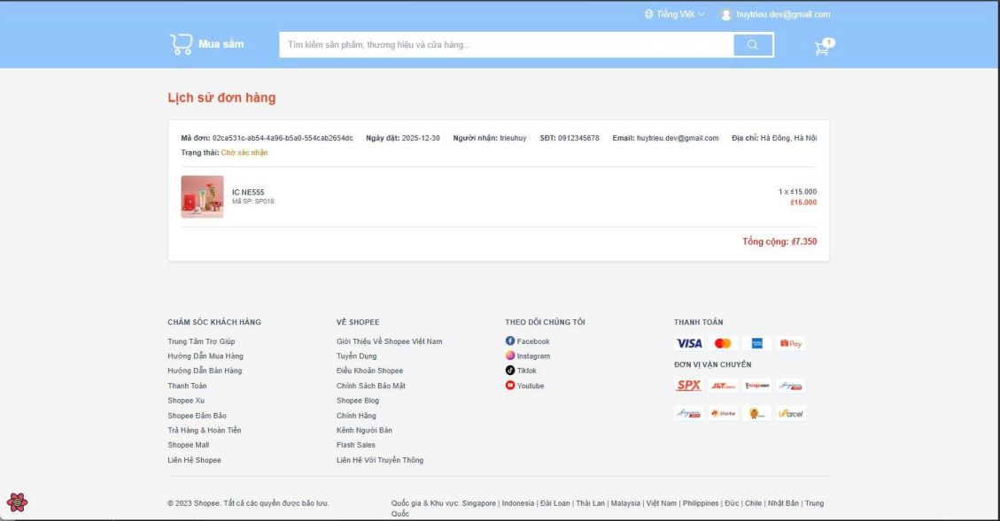 Tiếng Việt huytrieu.dev@gmail.com
Mua sắm Tìm kiếm sản phẩm, thương hiệu và cửa hàng... 1
Lịch sử đơn hàng
Mã đơn: 02ca531c-ab54-4a96-b5a0-554cab2654dc Ngày đặt: 2025-12-30 Người nhận: trieuhuy SĐT: 0912345678 Email: huytrieu.dev@gmail.com Địa chỉ: Hà Đông, Hà Nội
Trạng thái: Chờ xác nhận
IC NE555
Mã SP: SP018
1 x ₫15.000
₫15.000
Tổng cộng: ₫7.350
CHĂM SÓC KHÁCH HÀNG
Trung Tâm Trợ Giúp
Hướng Dẫn Mua Hàng
Hướng Dẫn Bán Hàng
Thanh Toán
Shopee Xu
Shopee Đảm Bảo
Trả Hàng & Hoàn Tiền
Shopee Mall
Liên Hệ Shopee
VỀ SHOPEE
Giới Thiệu Về Shopee Việt Nam
Tuyển Dụng
Điều Khoản Shopee
Chính Sách Bảo Mật
Shopee Blog
Chính Hãng
Kênh Người Bán
Flash Sales
Liên Hệ Với Truyền Thông
THEO DÕI CHÚNG TÔI
Facebook
Instagram
Tiktok
Youtube
THANH TOÁN
VISA Pay
ĐƠN VỊ VẬN CHUYỂN
SPX J&T ninjavan
© 2023 Shopee. Tất cả các quyền được bảo lưu.
Quốc gia & Khu vực: Singapore | Indonesia | Đài Loan | Thái Lan | Malaysia | Việt Nam | Philippines | Đức | Chile | Nhật Bản | Trung
Quốc